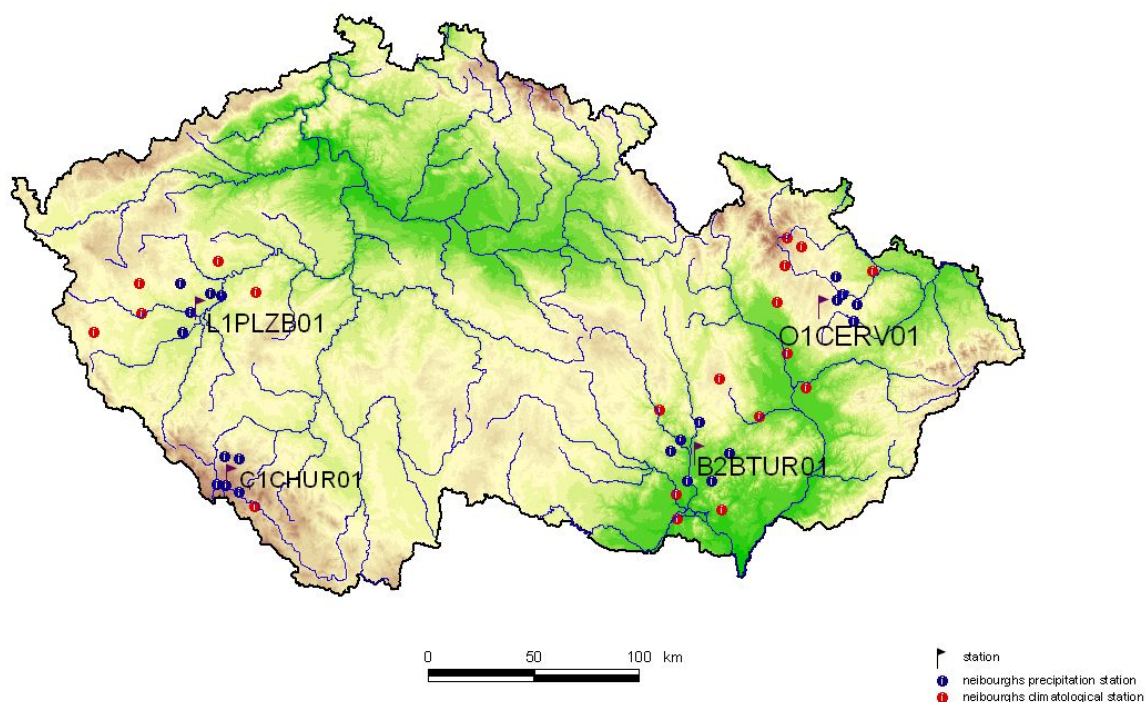 L1PLZB01
O1CERV01
B2BTUR01
C1CHUR01
0 50 100 km
station
neibourghs precipitation station
neibourghs climatological station